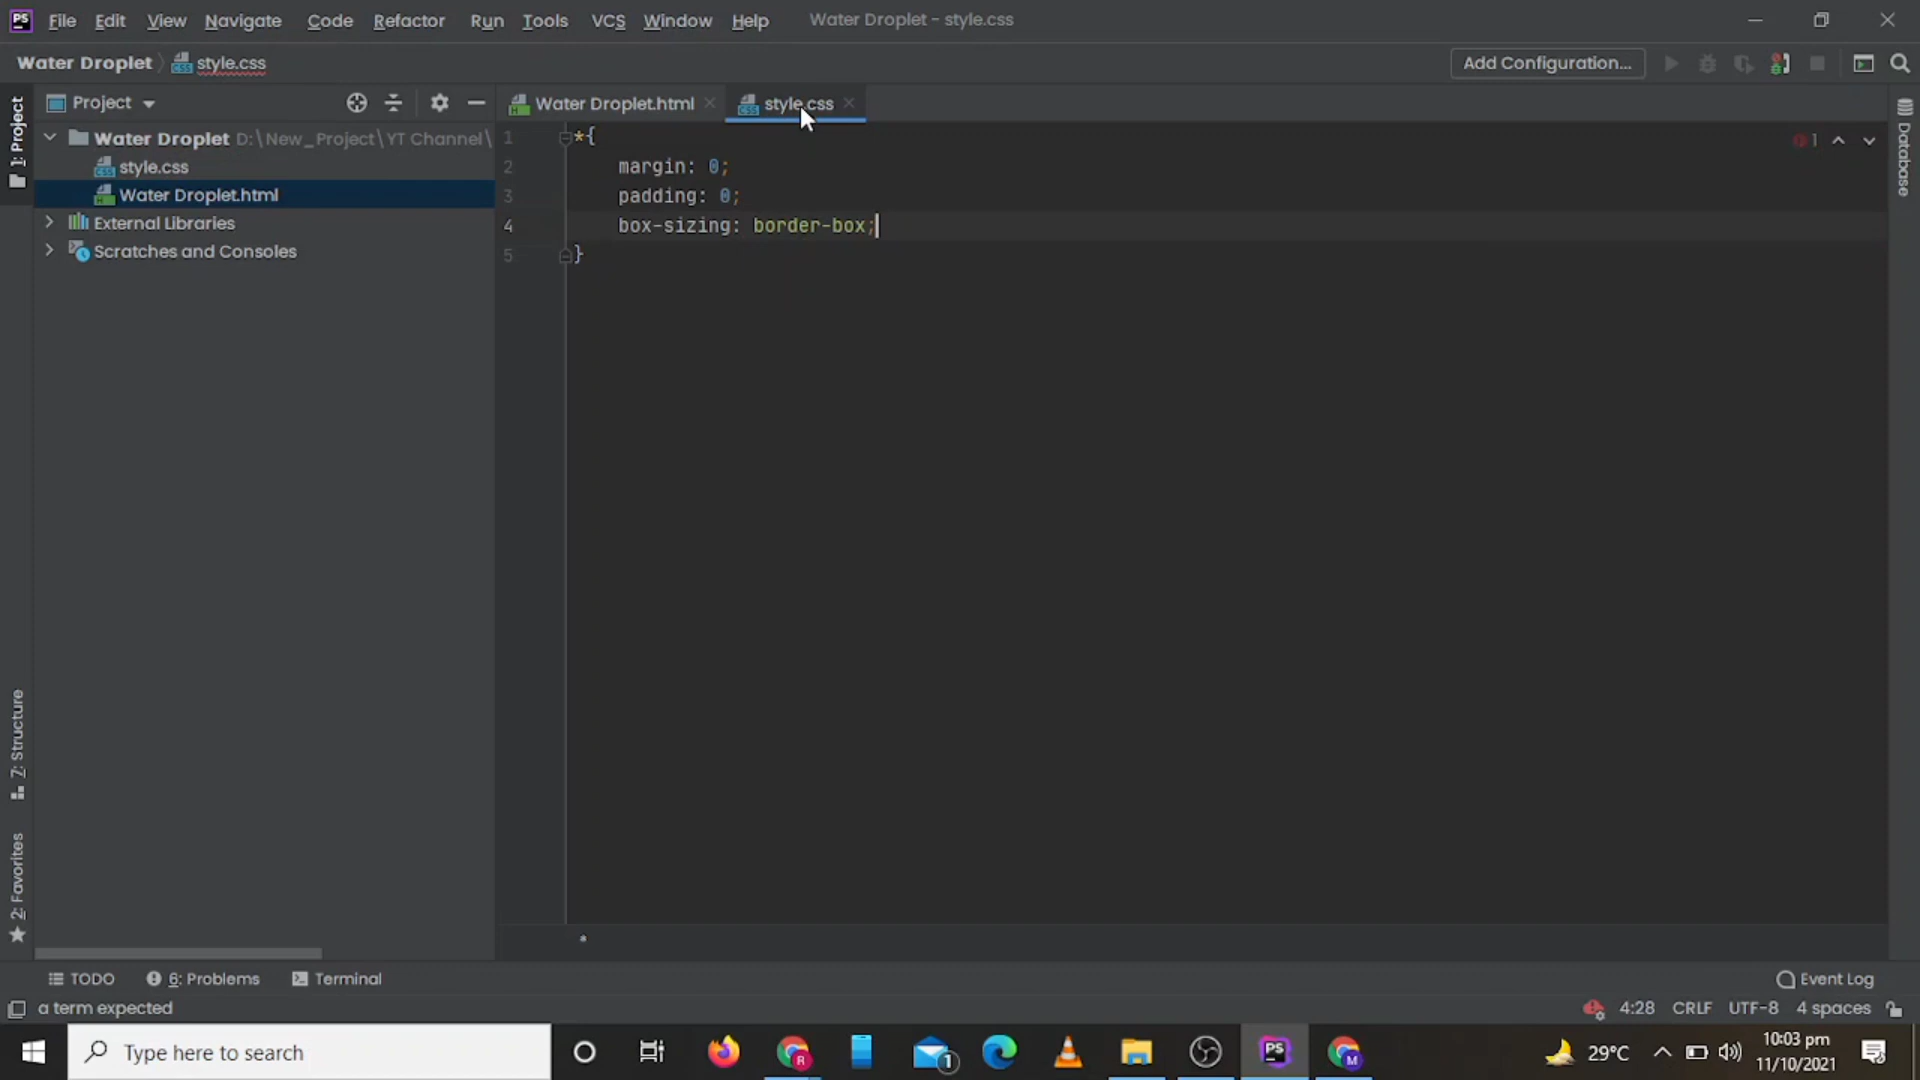 PS File Edit View Navigate Code Refactor Run Tools VCS Window Help Water Droplet - style.css
Water Droplet style.css Add Configuration...
Project Water Droplet.html style.css
1: Project
Water Droplet D:\New_Project\YT Channel\
style.css
Water Droplet.html
External Libraries
Scratches and Consoles
1 *{
2 margin: 0;
3 padding: 0;
4 box-sizing: border-box;
5 }
1
Database
Z: Structure
2: Favorites
*
TODO 6: Problems Terminal Event Log
a term expected 4:28 CRLF UTF-8 4 spaces
Type here to search 1 PS 29°C 10:03 pm
11/10/2021